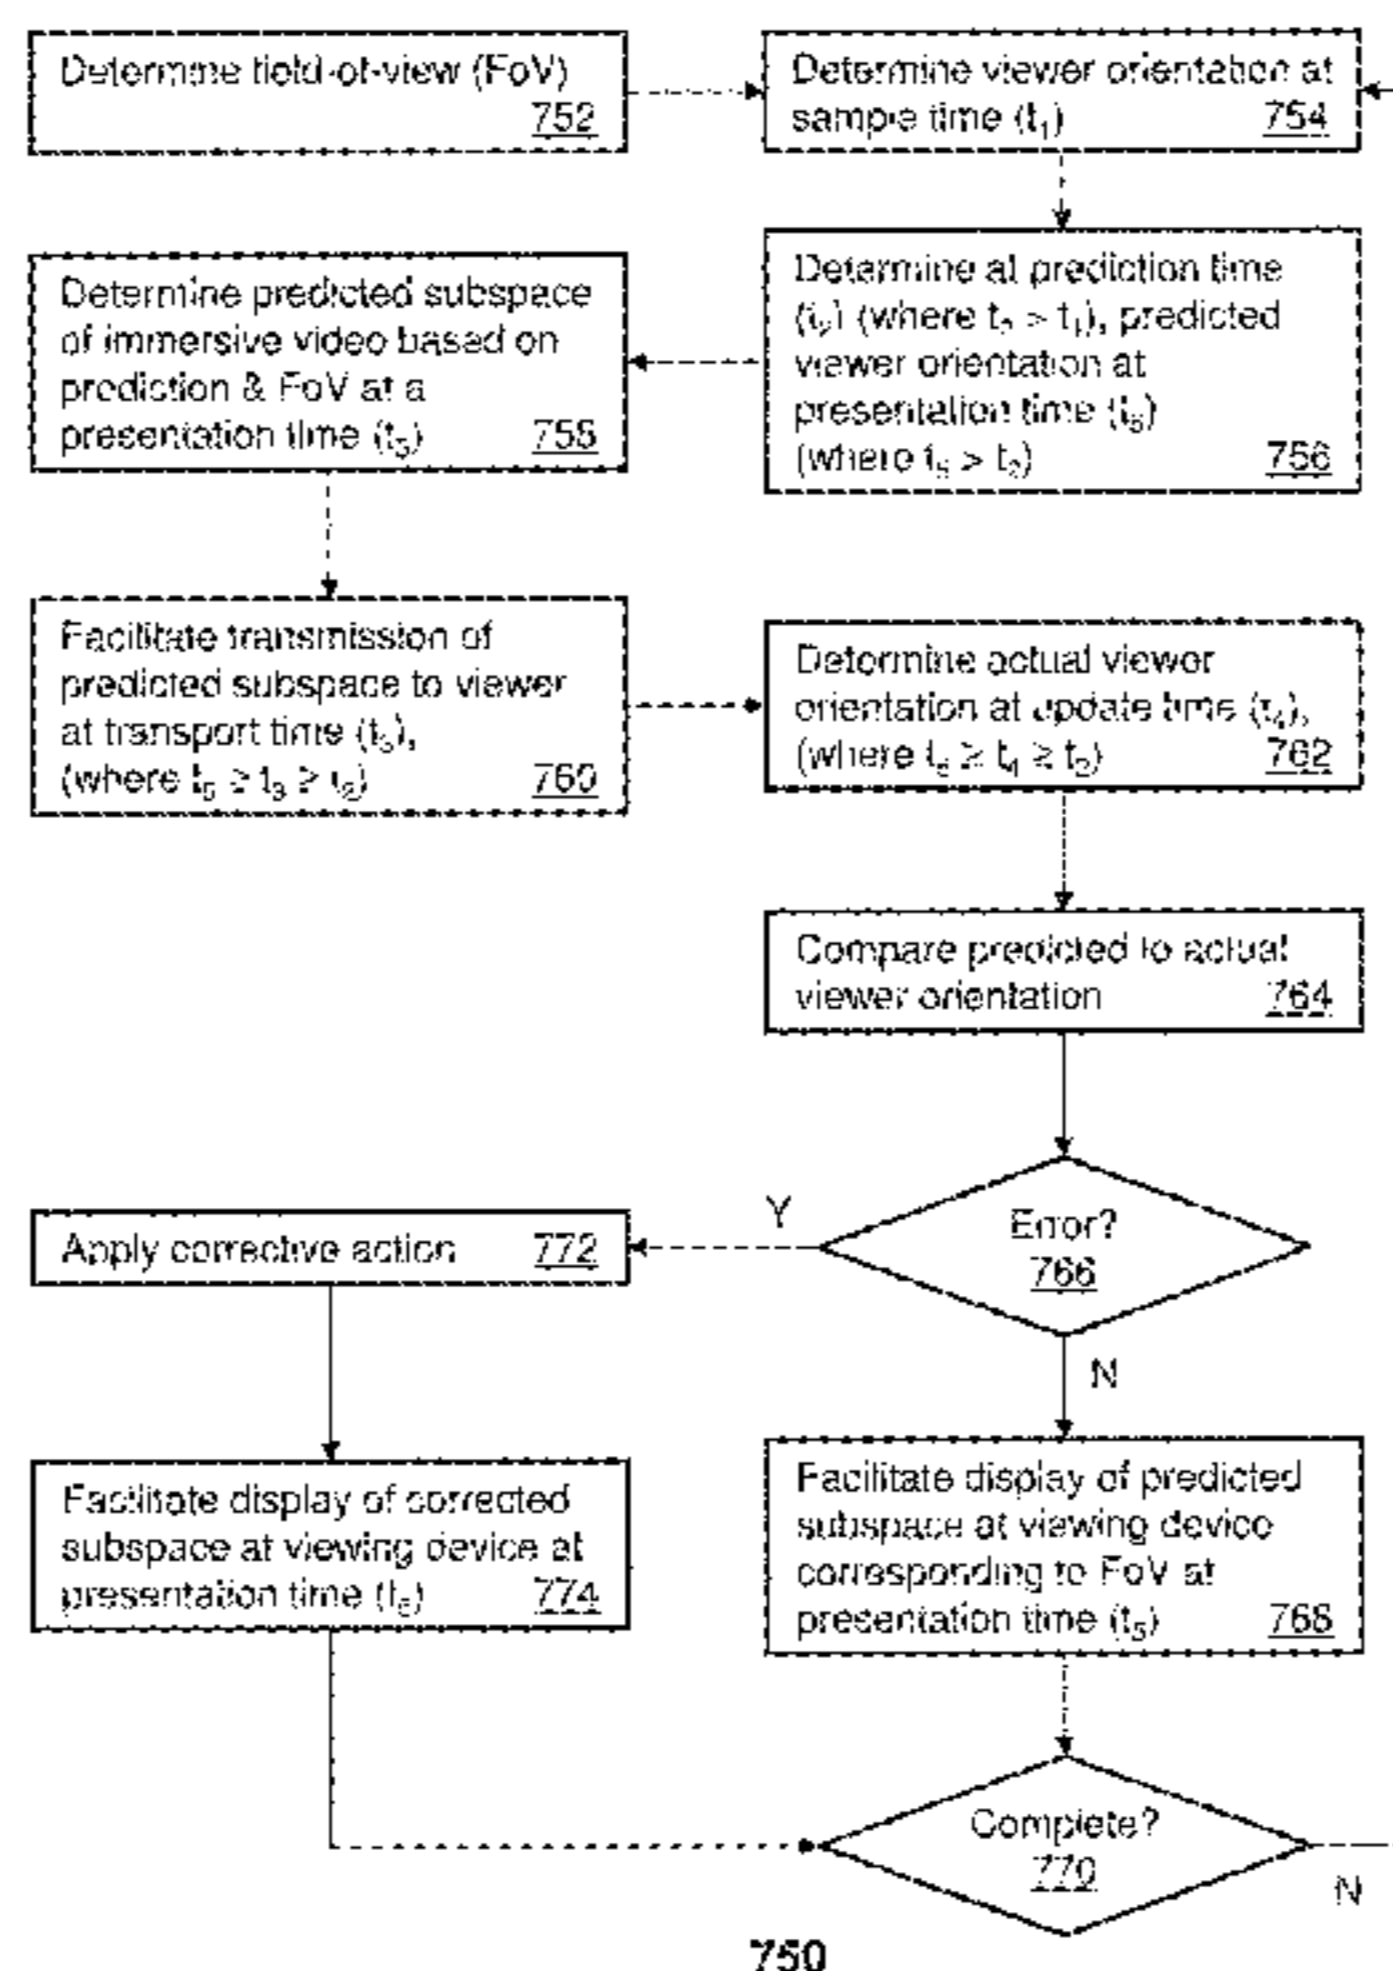 Determine field-of-view (FoV)
752
Determine viewer orientation at
sample time (t₁)
754
Determine at prediction time
(t₂) (where t₂ > t₁), predicted
viewer orientation at
presentation time (t₅)
(where t₅ > t₂)
756
Determine predicted subspace
of immersive video based on
prediction & FoV at a
presentation time (t₅)
758
Facilitate transmission of
predicted subspace to viewer
at transport time (t₃),
(where t₅ ≥ t₃ ≥ t₂)
760
Determine actual viewer
orientation at update time (t₄),
(where t₅ ≥ t₄ ≥ t₂)
762
Compare predicted to actual
viewer orientation
764
Error?
766
Y
N
Apply corrective action
772
Facilitate display of corrected
subspace at viewing device at
presentation time (t₅)
774
Facilitate display of predicted
subspace at viewing device
corresponding to FoV at
presentation time (t₅)
768
Complete?
770
N
750